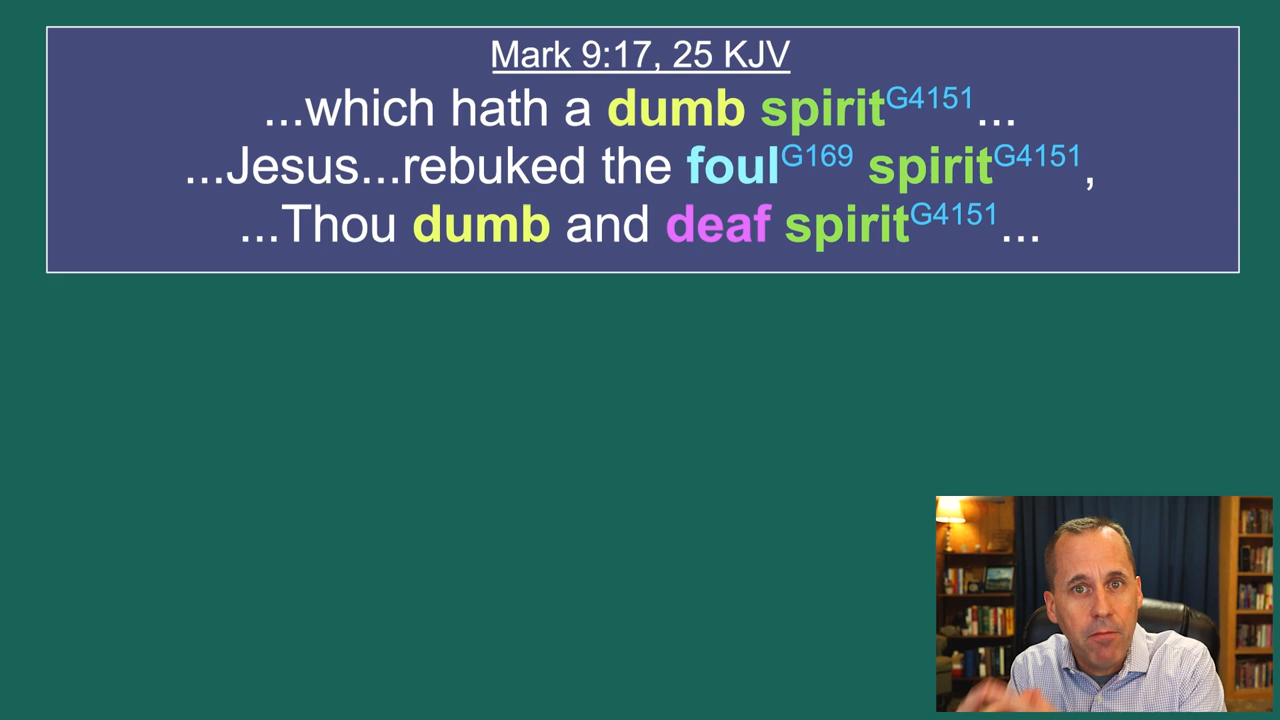 Mark 9:17, 25 KJV
...which hath a dumb spiritG4151...
...Jesus...rebuked the foulG169 spiritG4151,
...Thou dumb and deaf spiritG4151...